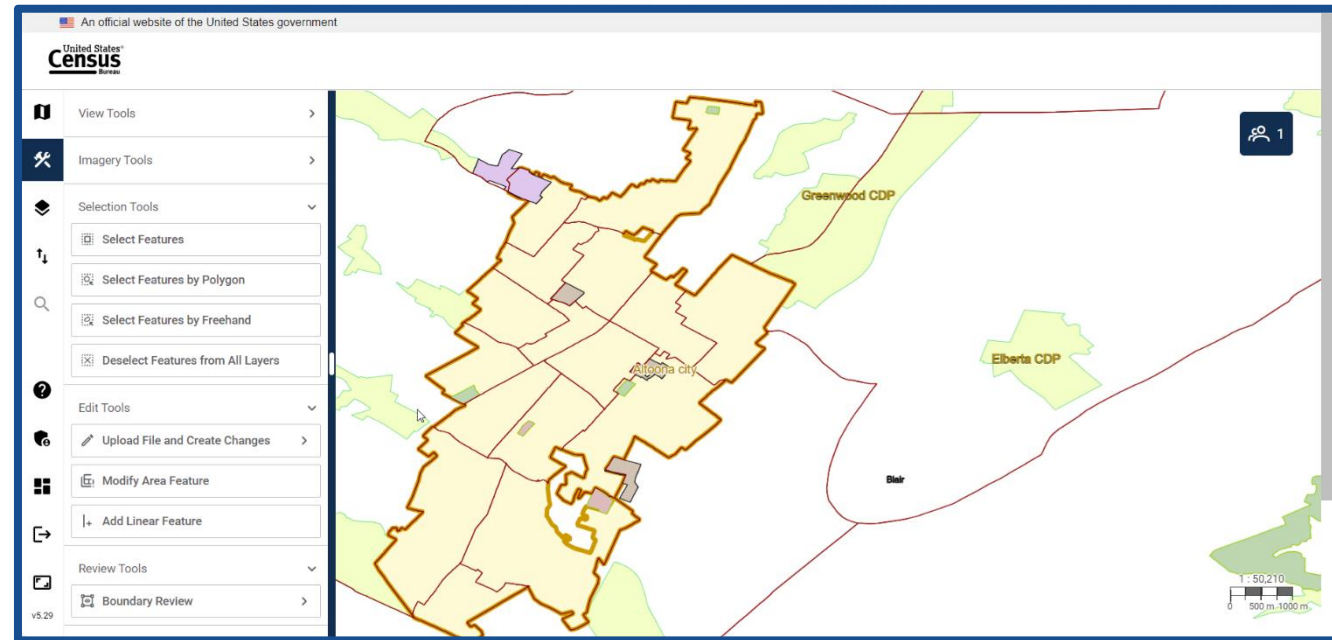 An official website of the United States government
United States®
Census
Bureau
View Tools
Imagery Tools
Selection Tools
Select Features
Select Features by Polygon
Select Features by Freehand
Deselect Features from All Layers
Edit Tools
Upload File and Create Changes
Modify Area Feature
Add Linear Feature
Review Tools
Boundary Review
v5.29
1
Greenwood CDP
Elberta CDP
Altoona city
Blair
1 : 50,210
0 500 m 1000 m